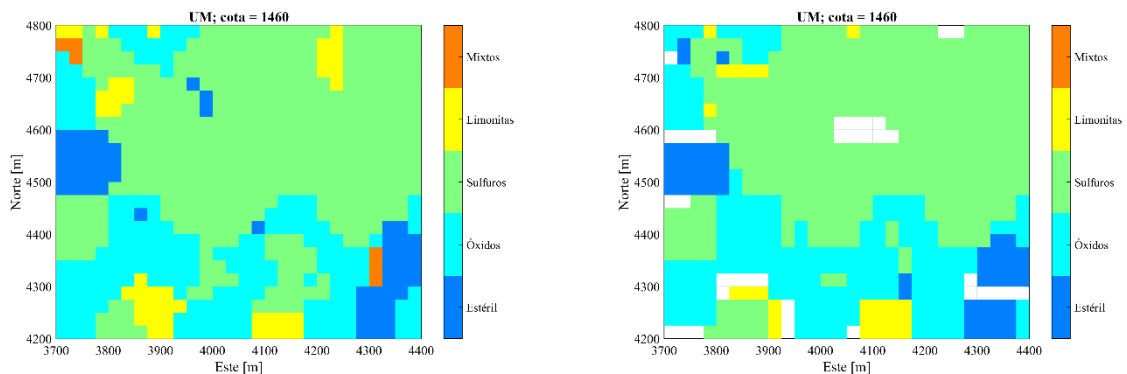 UM; cota = 1460
4800
4700
4600
4500
4400
4300
4200
Norte [m]
3700 3800 3900 4000 4100 4200 4300 4400
Este [m]
Mixtos
Limonitas
Sulfuros
Óxidos
Estéril
UM; cota = 1460
4800
4700
4600
4500
4400
4300
4200
Norte [m]
3700 3800 3900 4000 4100 4200 4300 4400
Este [m]
Mixtos
Limonitas
Sulfuros
Óxidos
Estéril